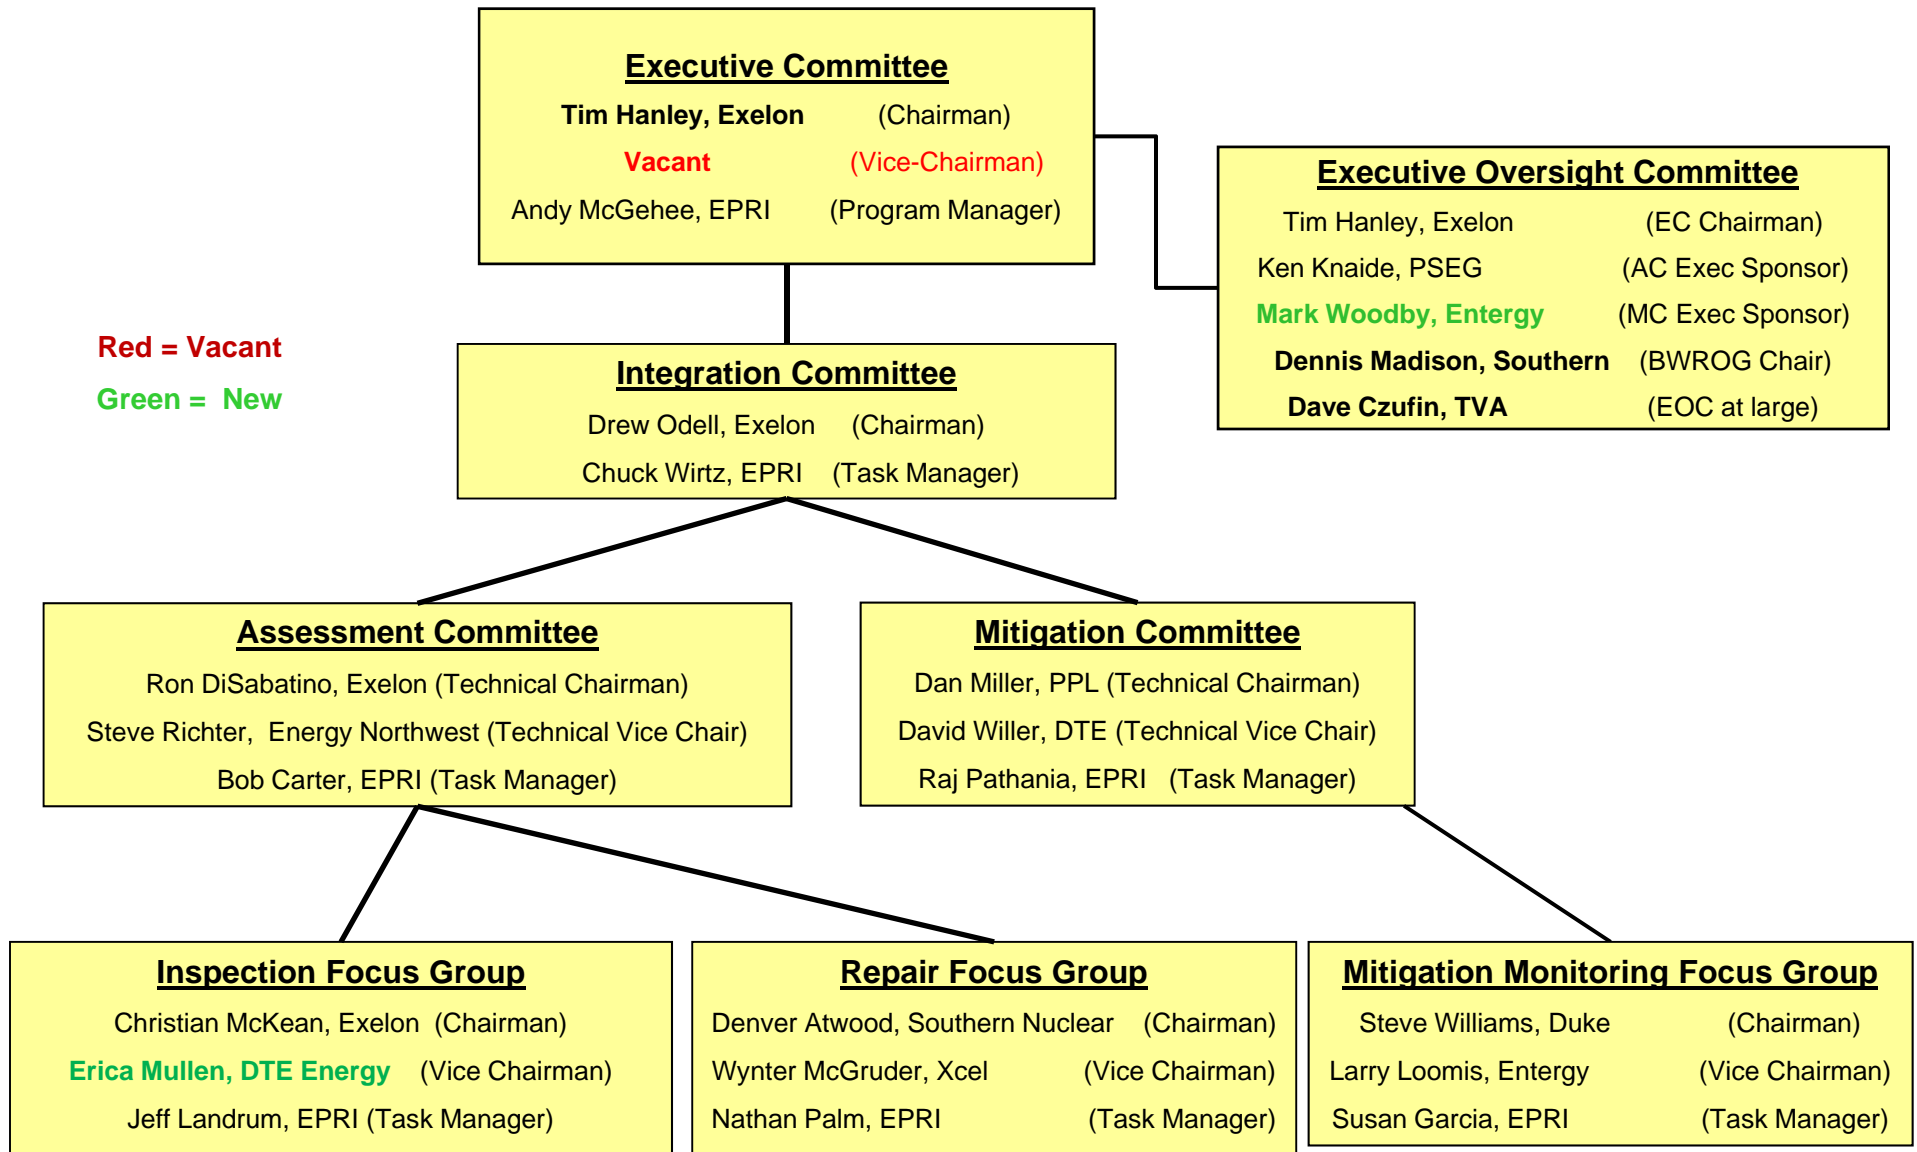 Executive Committee
Tim Hanley, Exelon (Chairman)
Vacant (Vice-Chairman)
Andy McGehee, EPRI (Program Manager)
Executive Oversight Committee
Tim Hanley, Exelon (EC Chairman)
Ken Knaide, PSEG (AC Exec Sponsor)
Mark Woodby, Entergy (MC Exec Sponsor)
Dennis Madison, Southern (BWROG Chair)
Dave Czufin, TVA (EOC at large)
Red = Vacant
Green = New
Integration Committee
Drew Odell, Exelon (Chairman)
Chuck Wirtz, EPRI (Task Manager)
Assessment Committee
Ron DiSabatino, Exelon (Technical Chairman)
Steve Richter, Energy Northwest (Technical Vice Chair)
Bob Carter, EPRI (Task Manager)
Mitigation Committee
Dan Miller, PPL (Technical Chairman)
David Willer, DTE (Technical Vice Chair)
Raj Pathania, EPRI (Task Manager)
Inspection Focus Group
Christian McKean, Exelon (Chairman)
Erica Mullen, DTE Energy (Vice Chairman)
Jeff Landrum, EPRI (Task Manager)
Repair Focus Group
Denver Atwood, Southern Nuclear (Chairman)
Wynter McGruder, Xcel (Vice Chairman)
Nathan Palm, EPRI (Task Manager)
Mitigation Monitoring Focus Group
Steve Williams, Duke (Chairman)
Larry Loomis, Entergy (Vice Chairman)
Susan Garcia, EPRI (Task Manager)